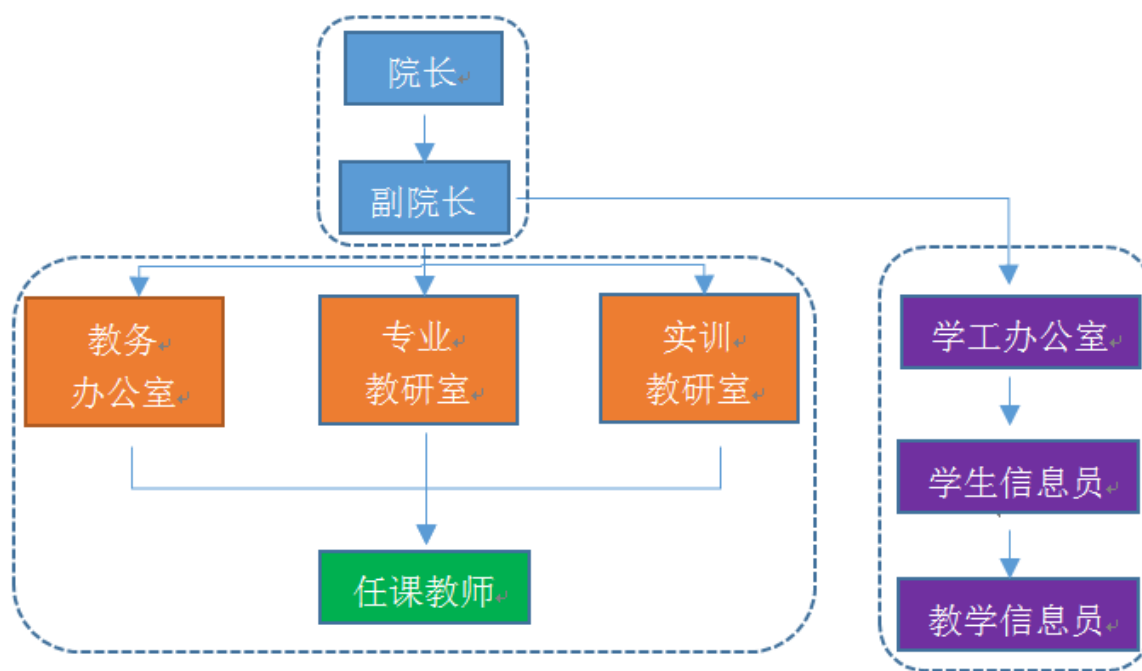 院长
副院长
教务
办公室
专业
教研室
实训
教研室
任课教师
学工办公室
学生信息员
教学信息员